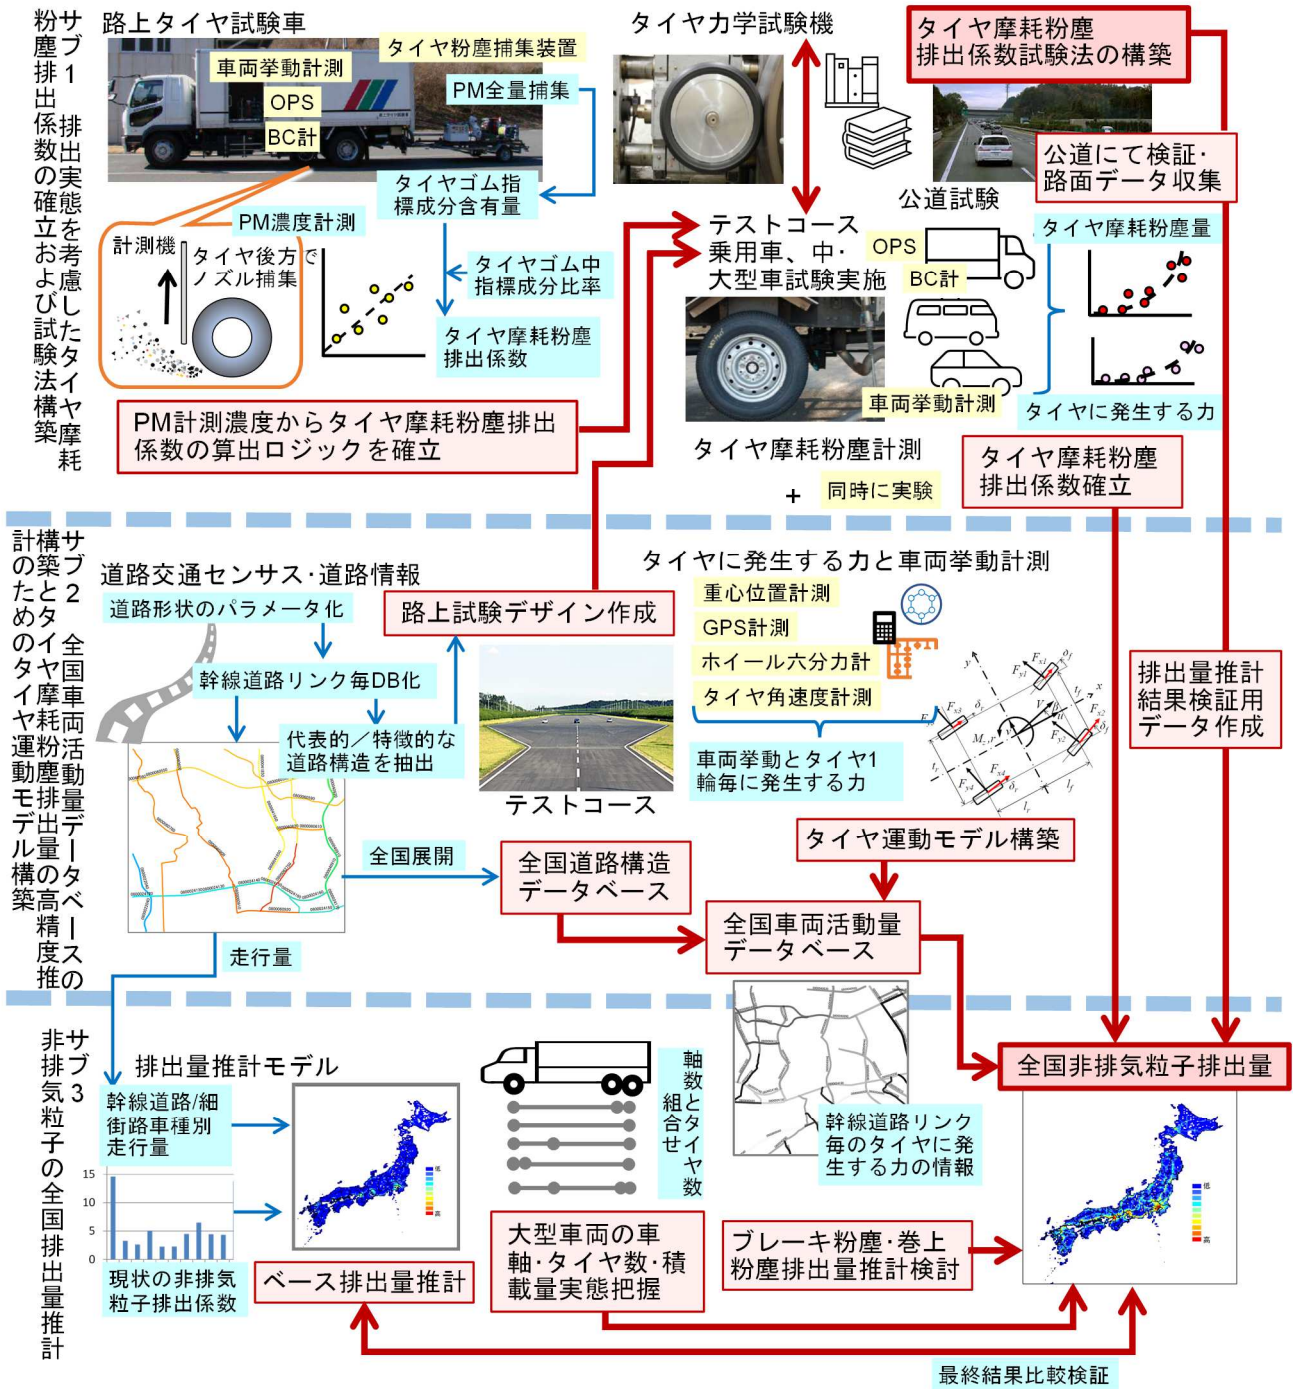 サブ1　排出実態を考慮したタイヤ摩耗
粉塵排出係数の確立および試験法構築
路上タイヤ試験車
タイヤ粉塵捕集装置
車両挙動計測
OPS
BC計
PM全量捕集
タイヤゴム指
標成分含有量
PM濃度計測
計測機
タイヤ後方で
ノズル捕集
タイヤゴム中
指標成分比率
タイヤ摩耗粉塵
排出係数
PM計測濃度からタイヤ摩耗粉塵排出
係数の算出ロジックを確立
タイヤ力学試験機
タイヤ摩耗粉塵
排出係数試験法の構築
公道にて検証・
路面データ収集
公道試験
テストコース
乗用車、中・
大型車試験実施
OPS
BC計
車両挙動計測
タイヤ摩耗粉塵量
タイヤに発生する力
タイヤ摩耗粉塵計測
+
同時に実験
タイヤ摩耗粉塵
排出係数確立
サブ2　全国車両活動量データベースの
構築とタイヤ摩耗粉塵排出量の高精度推
計のためのタイヤ運動モデル構築
道路交通センサス・道路情報
道路形状のパラメータ化
幹線道路リンク毎DB化
代表的／特徴的な
道路構造を抽出
路上試験デザイン作成
テストコース
タイヤに発生する力と車両挙動計測
重心位置計測
GPS計測
ホイール六分力計
タイヤ角速度計測
車両挙動とタイヤ1
輪毎に発生する力
排出量推計
結果検証用
データ作成
タイヤ運動モデル構築
全国展開
全国道路構造
データベース
全国車両活動量
データベース
走行量
サブ3
非排気粒子の全国排出量推計
排出量推計モデル
幹線道路/細
街路車種別
走行量
15
10
5
0
現状の非排気
粒子排出係数
低
高
ベース排出量推計
軸数とタイヤ数
組合せ
大型車両の車
軸・タイヤ数・積
載量実態把握
幹線道路リンク
毎のタイヤに発
生する力の情報
ブレーキ粉塵・巻上
粉塵排出量推計検討
全国非排気粒子排出量
低
高
最終結果比較検証